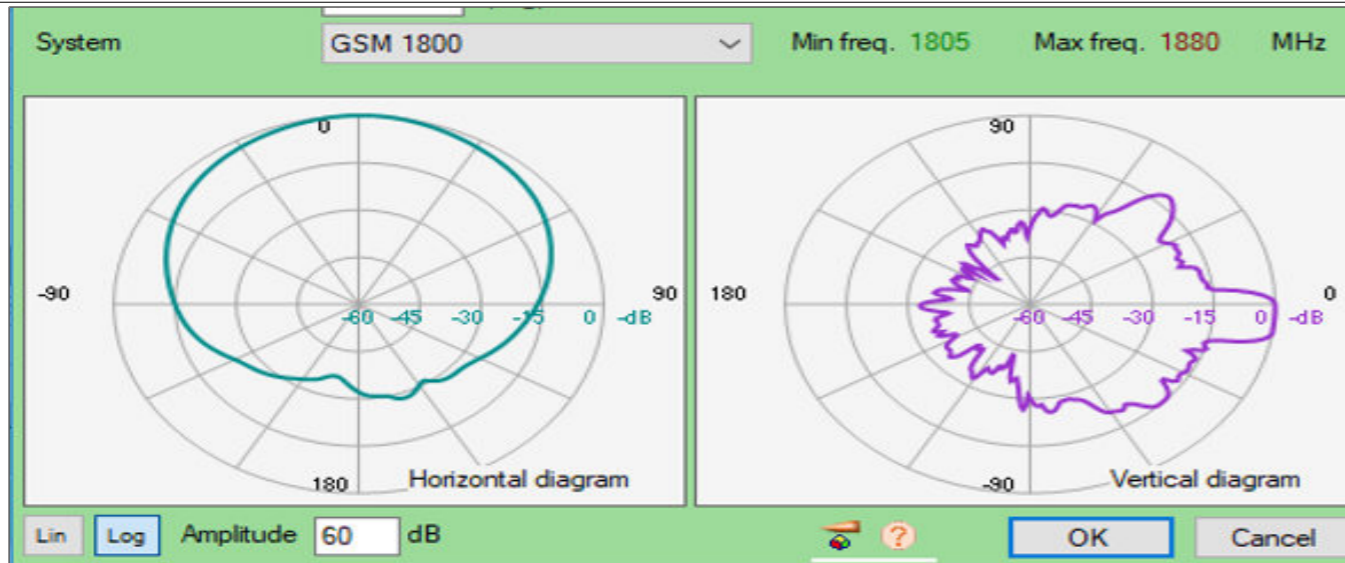 System GSM 1800 Min freq. 1805 Max freq. 1880 MHz
0
-90 90
-60 -45 -30 -15 0 -dB
180 Horizontal diagram
90
180 0
-60 -45 -30 -15 0 -dB
-90 Vertical diagram
Lin Log Amplitude 60 dB ? OK Cancel